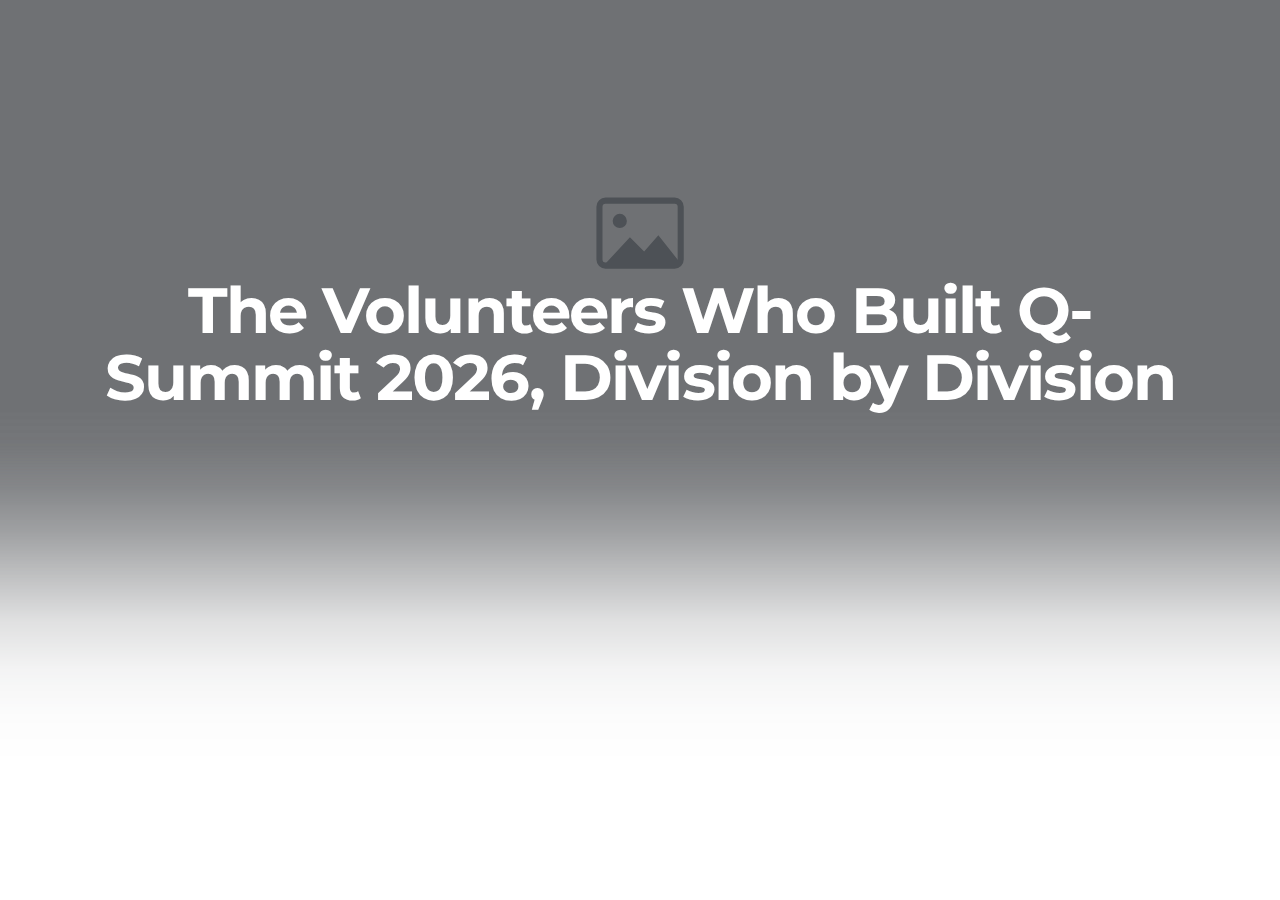 The Volunteers Who Built Q-
Summit 2026, Division by Division